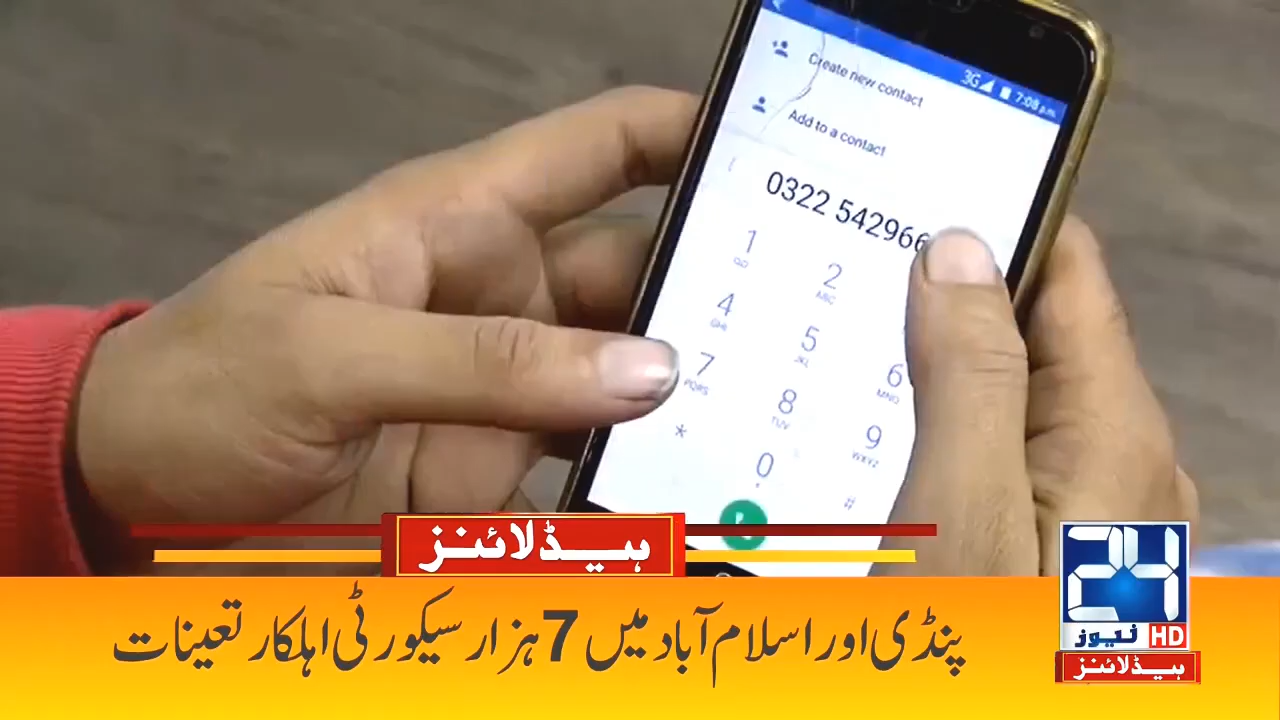 3G 7:08 p.m.
Create new contact
Add to a contact
0322 542966
1
2 ABC
4 GHI
5 JKL
6 MNO
7 PQRS
8 TUV
9 WXYZ
*
0
#
ہیڈلائنز
پنڈی اور اسلام آباد میں 7 ہزار سیکورٹی اہلکار تعینات
24
نیوز HD
ہیڈلائنز